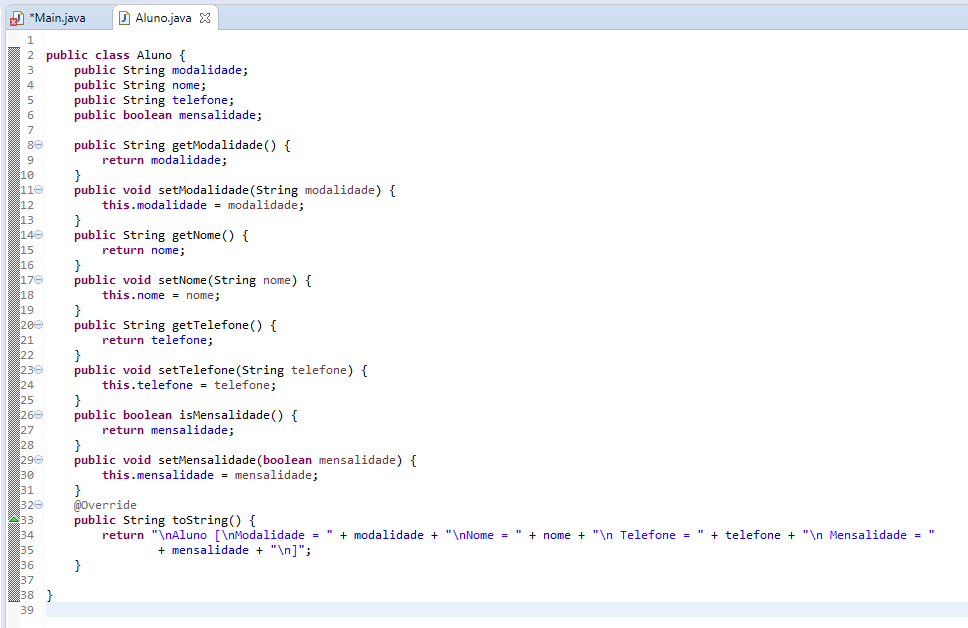 *Main.java Aluno.java
1
2 public class Aluno {
3     public String modalidade;
4     public String nome;
5     public String telefone;
6     public boolean mensalidade;
7
8     public String getModalidade() {
9         return modalidade;
10     }
11     public void setModalidade(String modalidade) {
12         this.modalidade = modalidade;
13     }
14     public String getNome() {
15         return nome;
16     }
17     public void setNome(String nome) {
18         this.nome = nome;
19     }
20     public String getTelefone() {
21         return telefone;
22     }
23     public void setTelefone(String telefone) {
24         this.telefone = telefone;
25     }
26     public boolean isMensalidade() {
27         return mensalidade;
28     }
29     public void setMensalidade(boolean mensalidade) {
30         this.mensalidade = mensalidade;
31     }
32     @Override
33     public String toString() {
34         return "\nAluno [\nModalidade = " + modalidade + "\nNome = " + nome + "\n Telefone = " + telefone + "\n Mensalidade = "
35                 + mensalidade + "\n]";
36     }
37
38 }
39